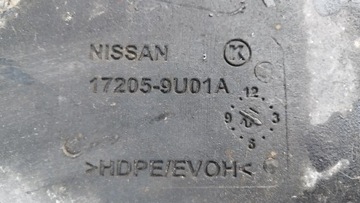 NISSAN K
17205-9U01A
12
9 3
6
>HDPE/EVOH<